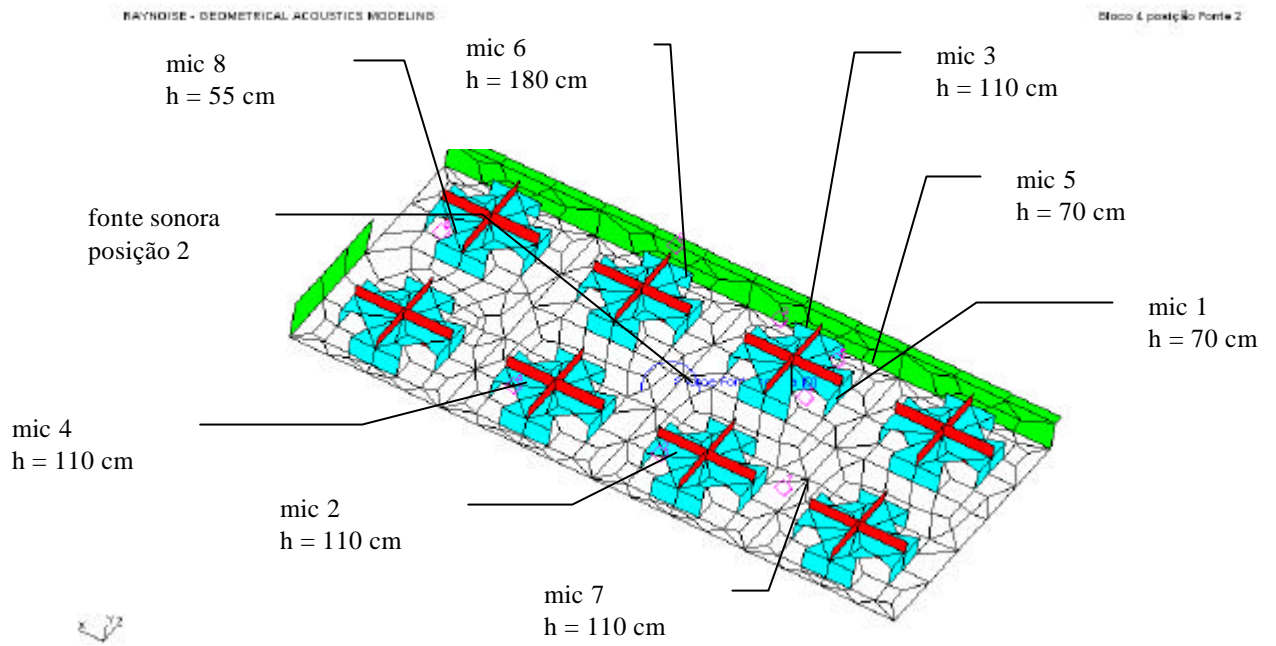 RAYNOISE - GEOMETRICAL ACOUSTICS MODELING
Bloco 4 posição Fonte 2
mic 6
h = 180 cm
mic 3
h = 110 cm
mic 8
h = 55 cm
mic 5
h = 70 cm
fonte sonora
posição 2
mic 1
h = 70 cm
mic 4
h = 110 cm
mic 2
h = 110 cm
mic 7
h = 110 cm